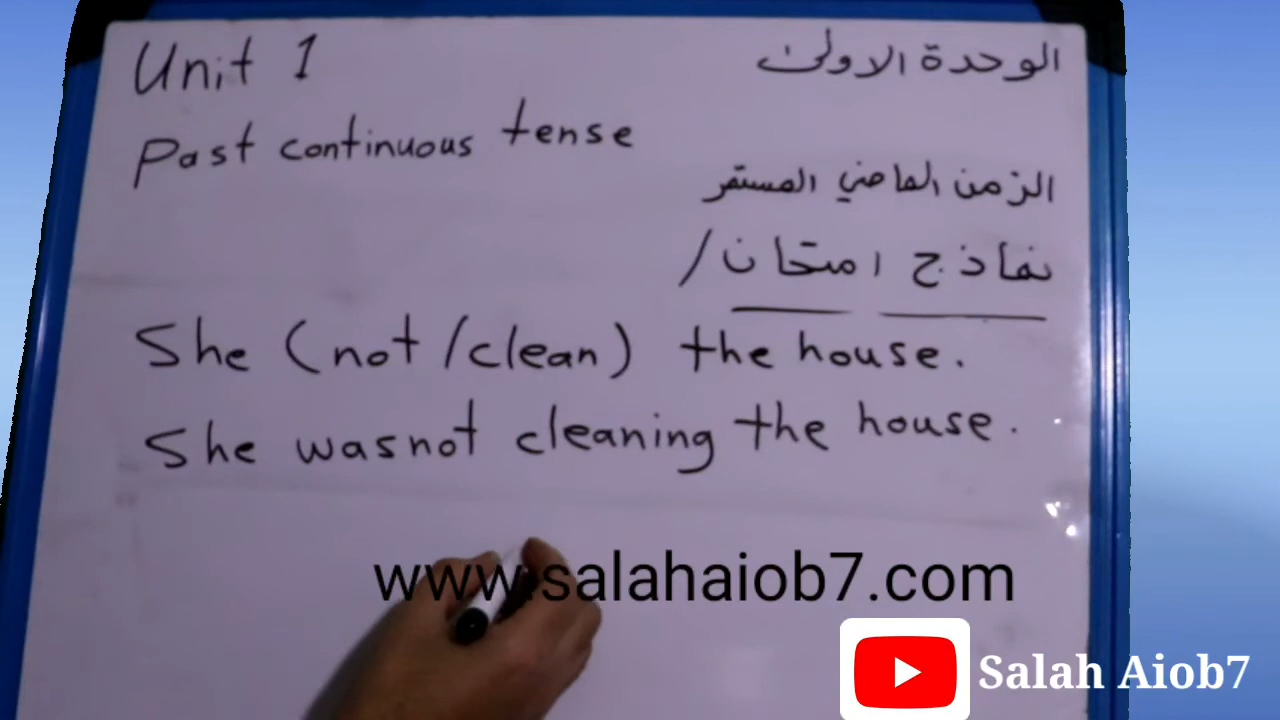 Unit 1
الوحدة الاولى
Past continuous tense
الزمن الماضي المستمر
نماذج امتحان /
She (not /clean) the house.
She wasnot cleaning the house.
www.salahaiob7.com
Salah Aiob7